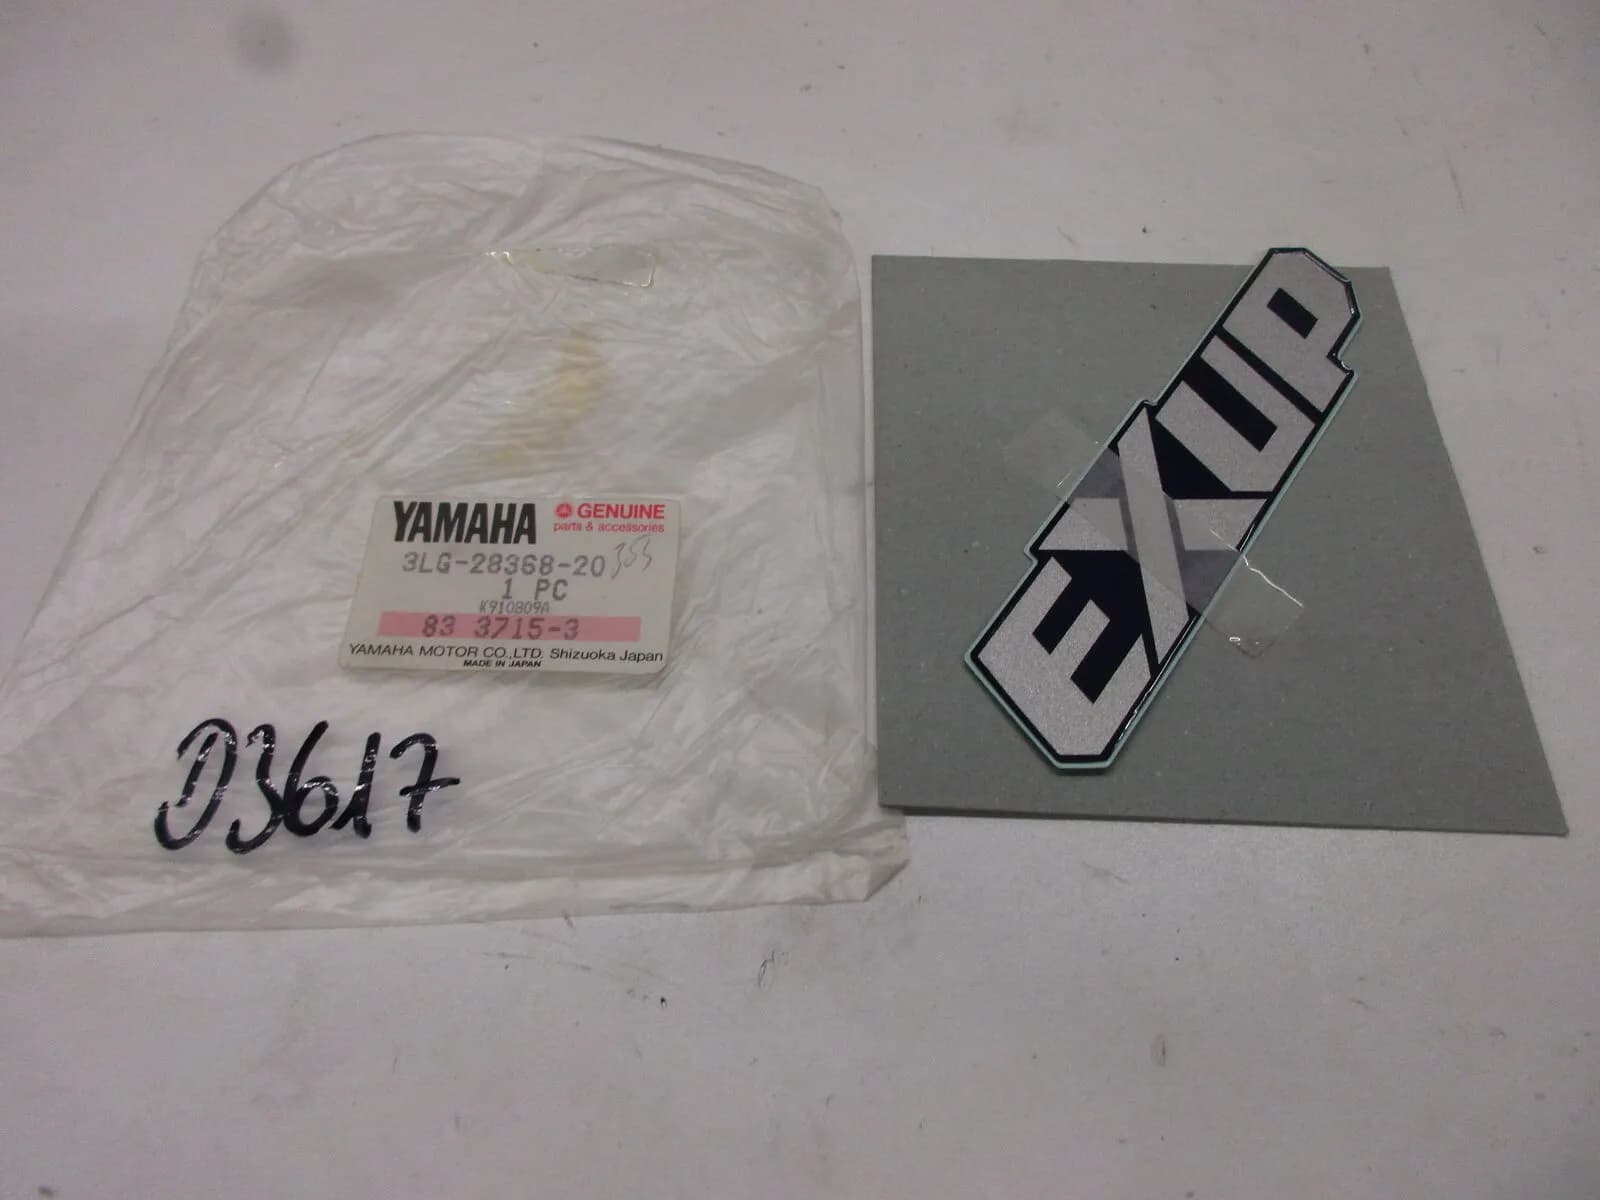 YAMAHA GENUINE
parts & accessories
3LG-28368-20 353
1 PC
K910809A
83 3715-3
YAMAHA MOTOR CO.,LTD. Shizuoka Japan
MADE IN JAPAN
D3617
EXUP